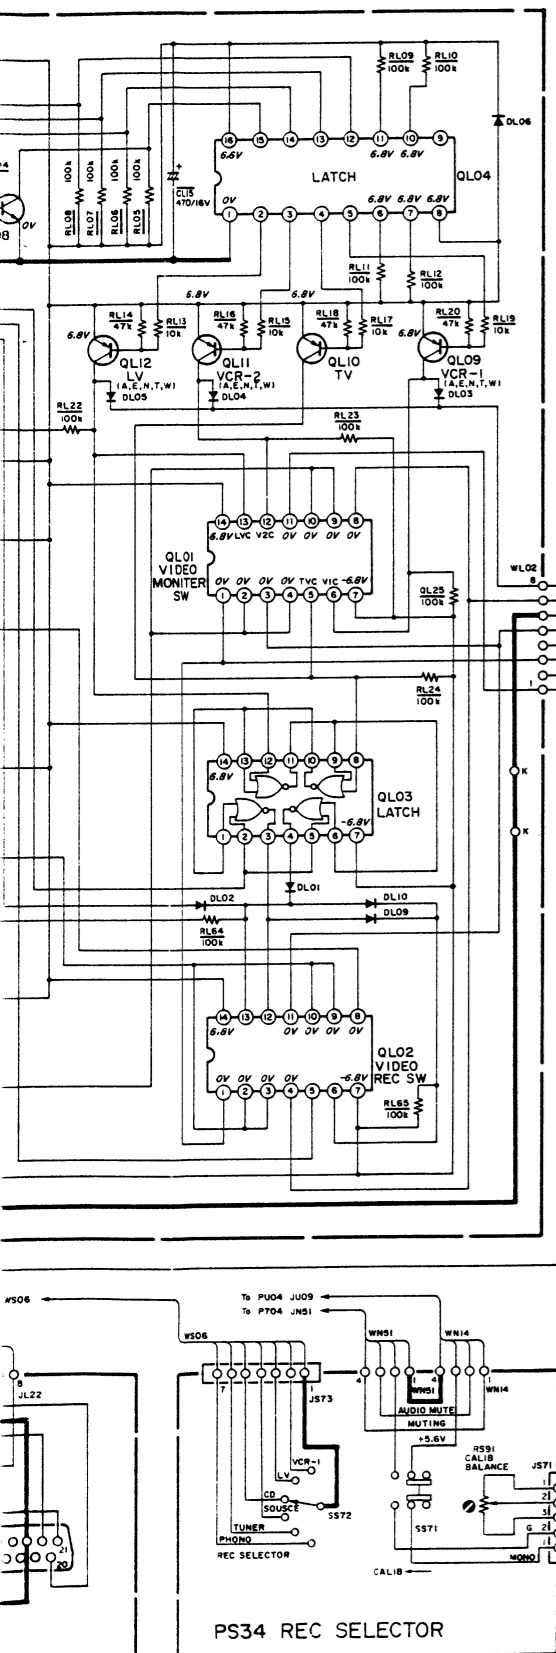 RL09 100k
RL10 100k
DL06
16 15 14 13 12 11 10 9
6.6V 6.8V 6.8V
100k 100k 100k 100k
RL08 RL07 RL06 RL05
CL15
470/16V
LATCH
QL04
0V
0V 6.8V 6.8V 6.8V
1 2 3 4 5 6 7 8
RL11 100k
RL12 100k
6.8V 6.8V
RL14 47k
RL13 10k
RL16 47k
RL15 10k
RL18 47k
RL17 10k
RL20 47k
RL19 10k
6.8V 6.8V
QL12
LV
(A,E,N,T,W)
DL05
QL11
VCR-2
(A,E,N,T,W)
DL04
QL10
TV
QL09
VCR-1
(A,E,N,T,W)
DL03
RL22 100k
RL23 100k
14 13 12 11 10 9 8
6.8V LVC V2C 0V 0V 0V 0V
QL01
VIDEO
MONITER
SW
0V 0V 0V 0V TVC V1C -6.8V
1 2 3 4 5 6 7
QL25 100k
WL02
8
1
RL24 100k
14 13 12 11 10 9 8
6.8V
QL03
LATCH
-6.8V
1 2 3 4 5 6 7
K
K
DL01
DL02
DL10
DL09
RL64 100k
14 13 12 11 10 9 8
6.8V 0V 0V 0V 0V
QL02
VIDEO
REC SW
0V 0V 0V 0V -6.8V
1 2 3 4 5 6 7
RL65 100k
WS06
To PU04 JU09
To P704 JN51
WS06
WN51
WN14
8
JL22
7 1
JS73
4 1 4 1
WN51
WN14
AUDIO MUTE
MUTING
+5.6V
RS91
CALIB
BALANCE
JS71
VCR-1
LV
CD
SOURCE
SS72
TUNER
PHONO
REC SELECTOR
SS71
1
2
3
G 2
MONO 1
CALIB
21
20
PS34 REC SELECTOR